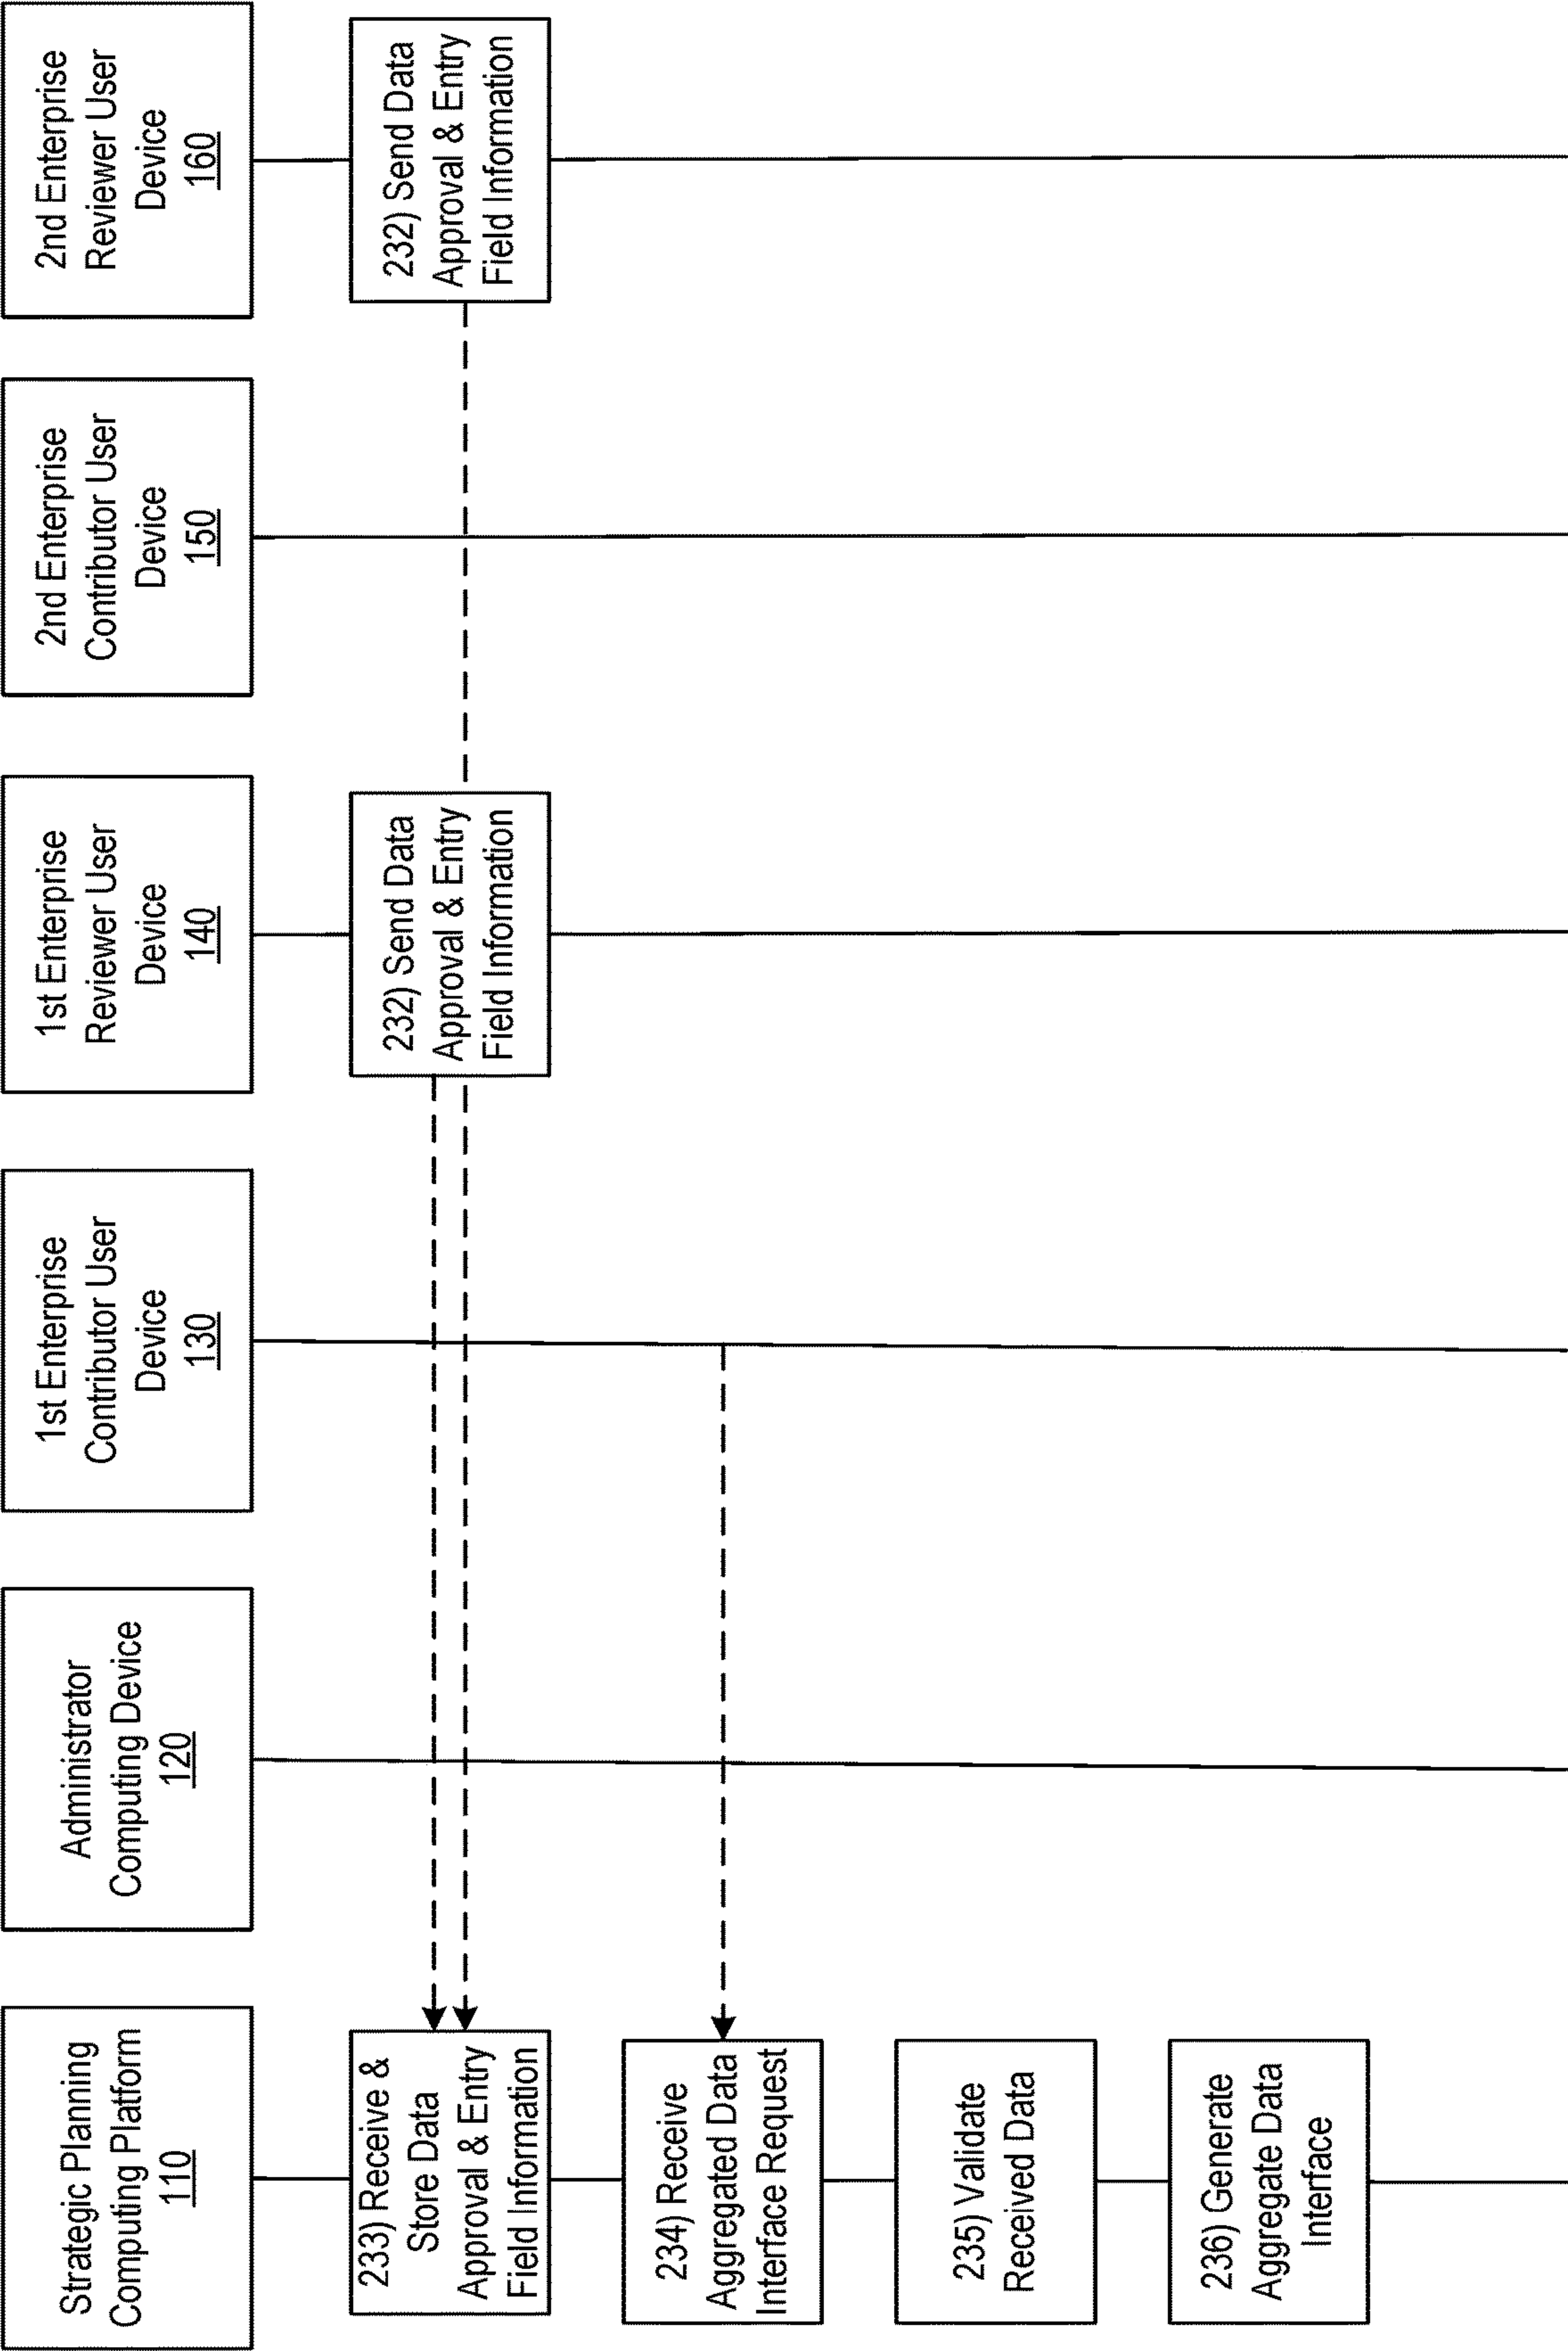 Strategic Planning
Computing Platform
110
Administrator
Computing Device
120
1st Enterprise
Contributor User
Device
130
1st Enterprise
Reviewer User
Device
140
2nd Enterprise
Contributor User
Device
150
2nd Enterprise
Reviewer User
Device
160
233) Receive &
Store Data
Approval & Entry
Field Information
232) Send Data
Approval & Entry
Field Information
232) Send Data
Approval & Entry
Field Information
234) Receive
Aggregated Data
Interface Request
235) Validate
Received Data
236) Generate
Aggregate Data
Interface